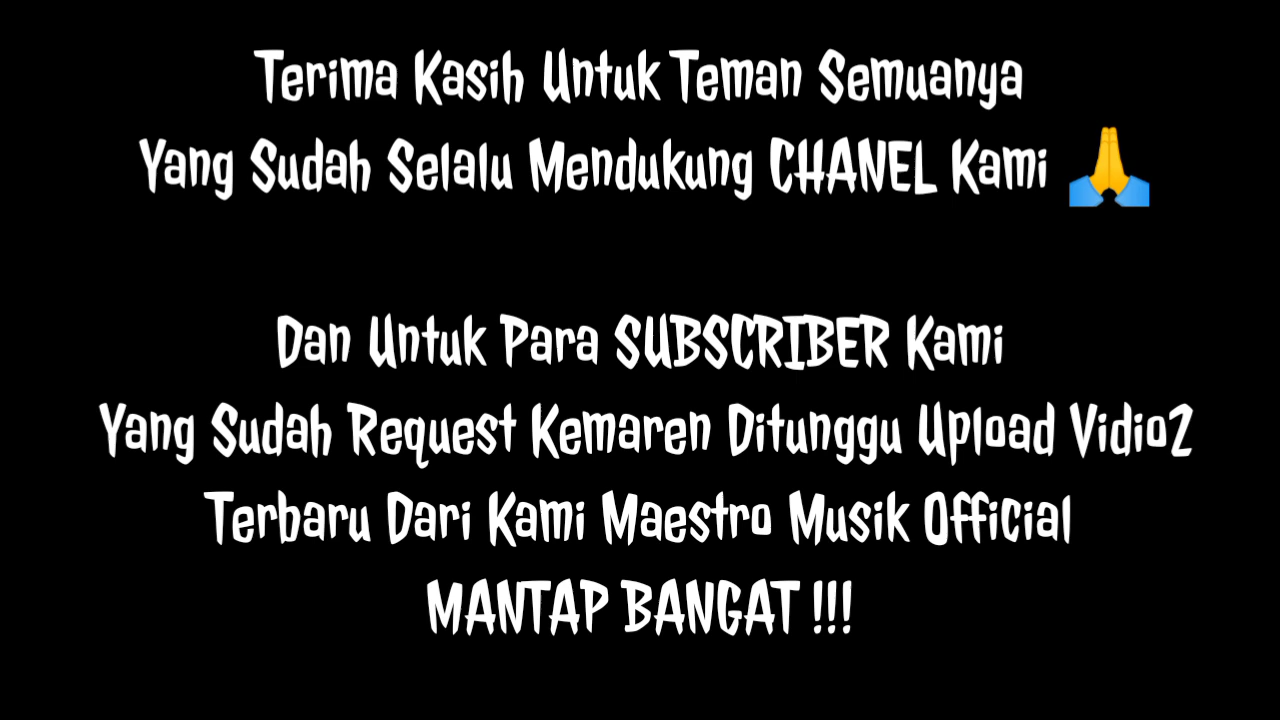 Terima Kasih Untuk Teman Semuanya
Yang Sudah Selalu Mendukung CHANEL Kami 🙏
Dan Untuk Para SUBSCRIBER Kami
Yang Sudah Request Kemaren Ditunggu Upload Vidio2
Terbaru Dari Kami Maestro Musik Official
MANTAP BANGAT !!!